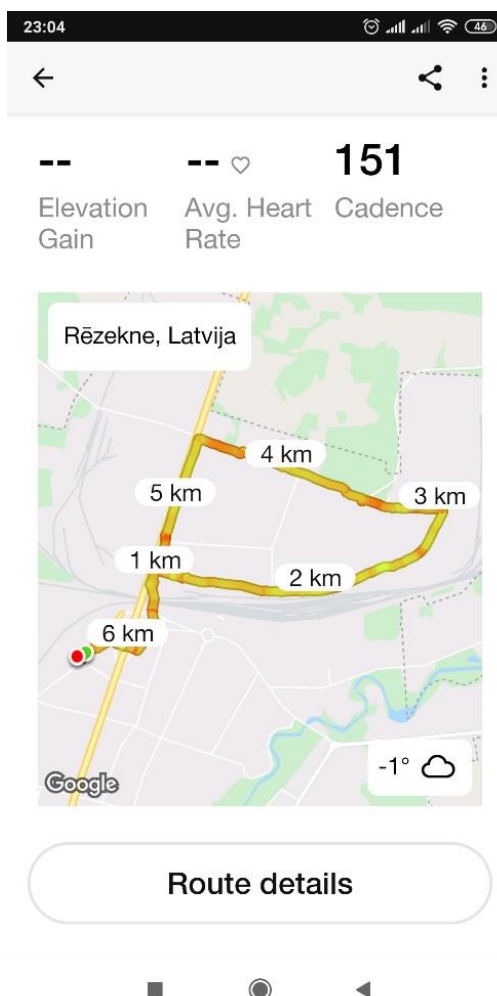 23:04
46
--
--
151
Elevation
Gain
Avg. Heart
Rate
Cadence
Rēzekne, Latvija
4 km
5 km
3 km
1 km
2 km
6 km
Google
-1°
Route details